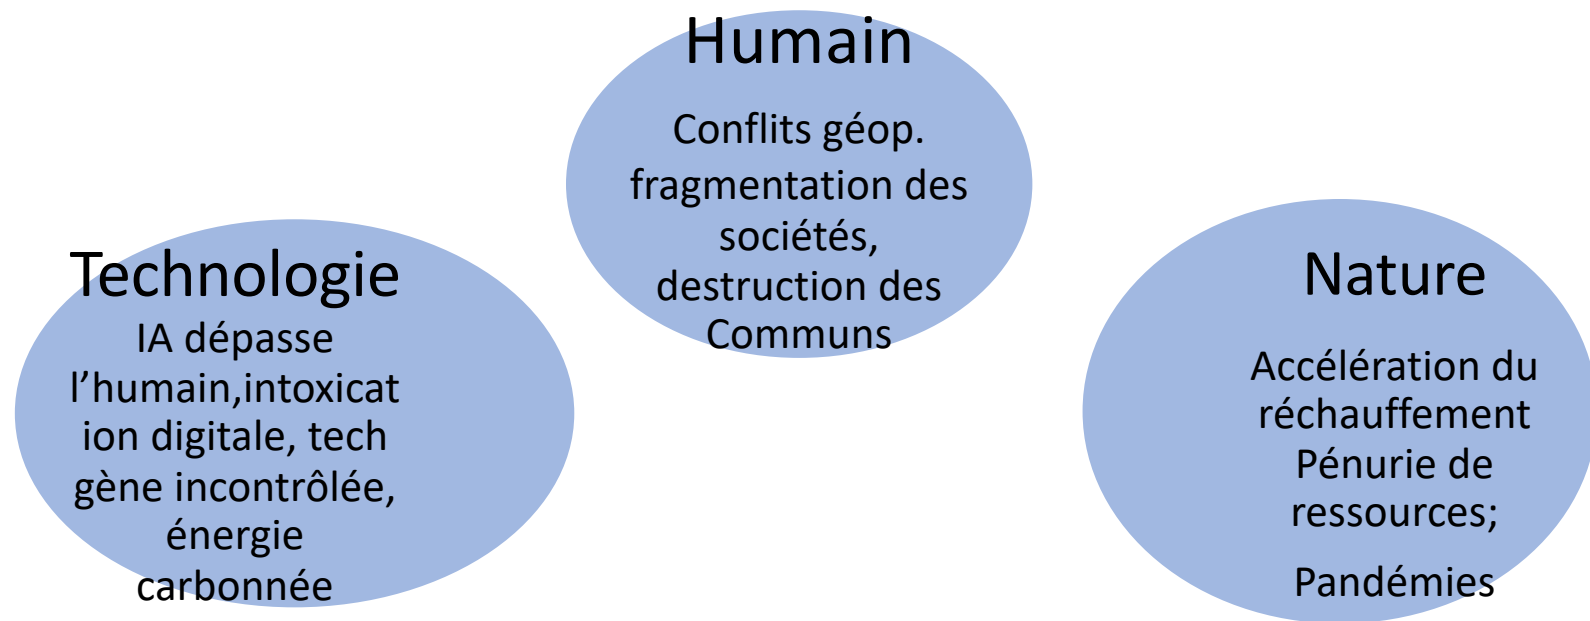 Humain
Conflits géop.
fragmentation des
sociétés,
destruction des
Communs
Technologie
IA dépasse
l’humain,intoxicat
ion digitale, tech
gène incontrôlée,
énergie
carbonnée
Nature
Accélération du
réchauffement
Pénurie de
ressources;
Pandémies